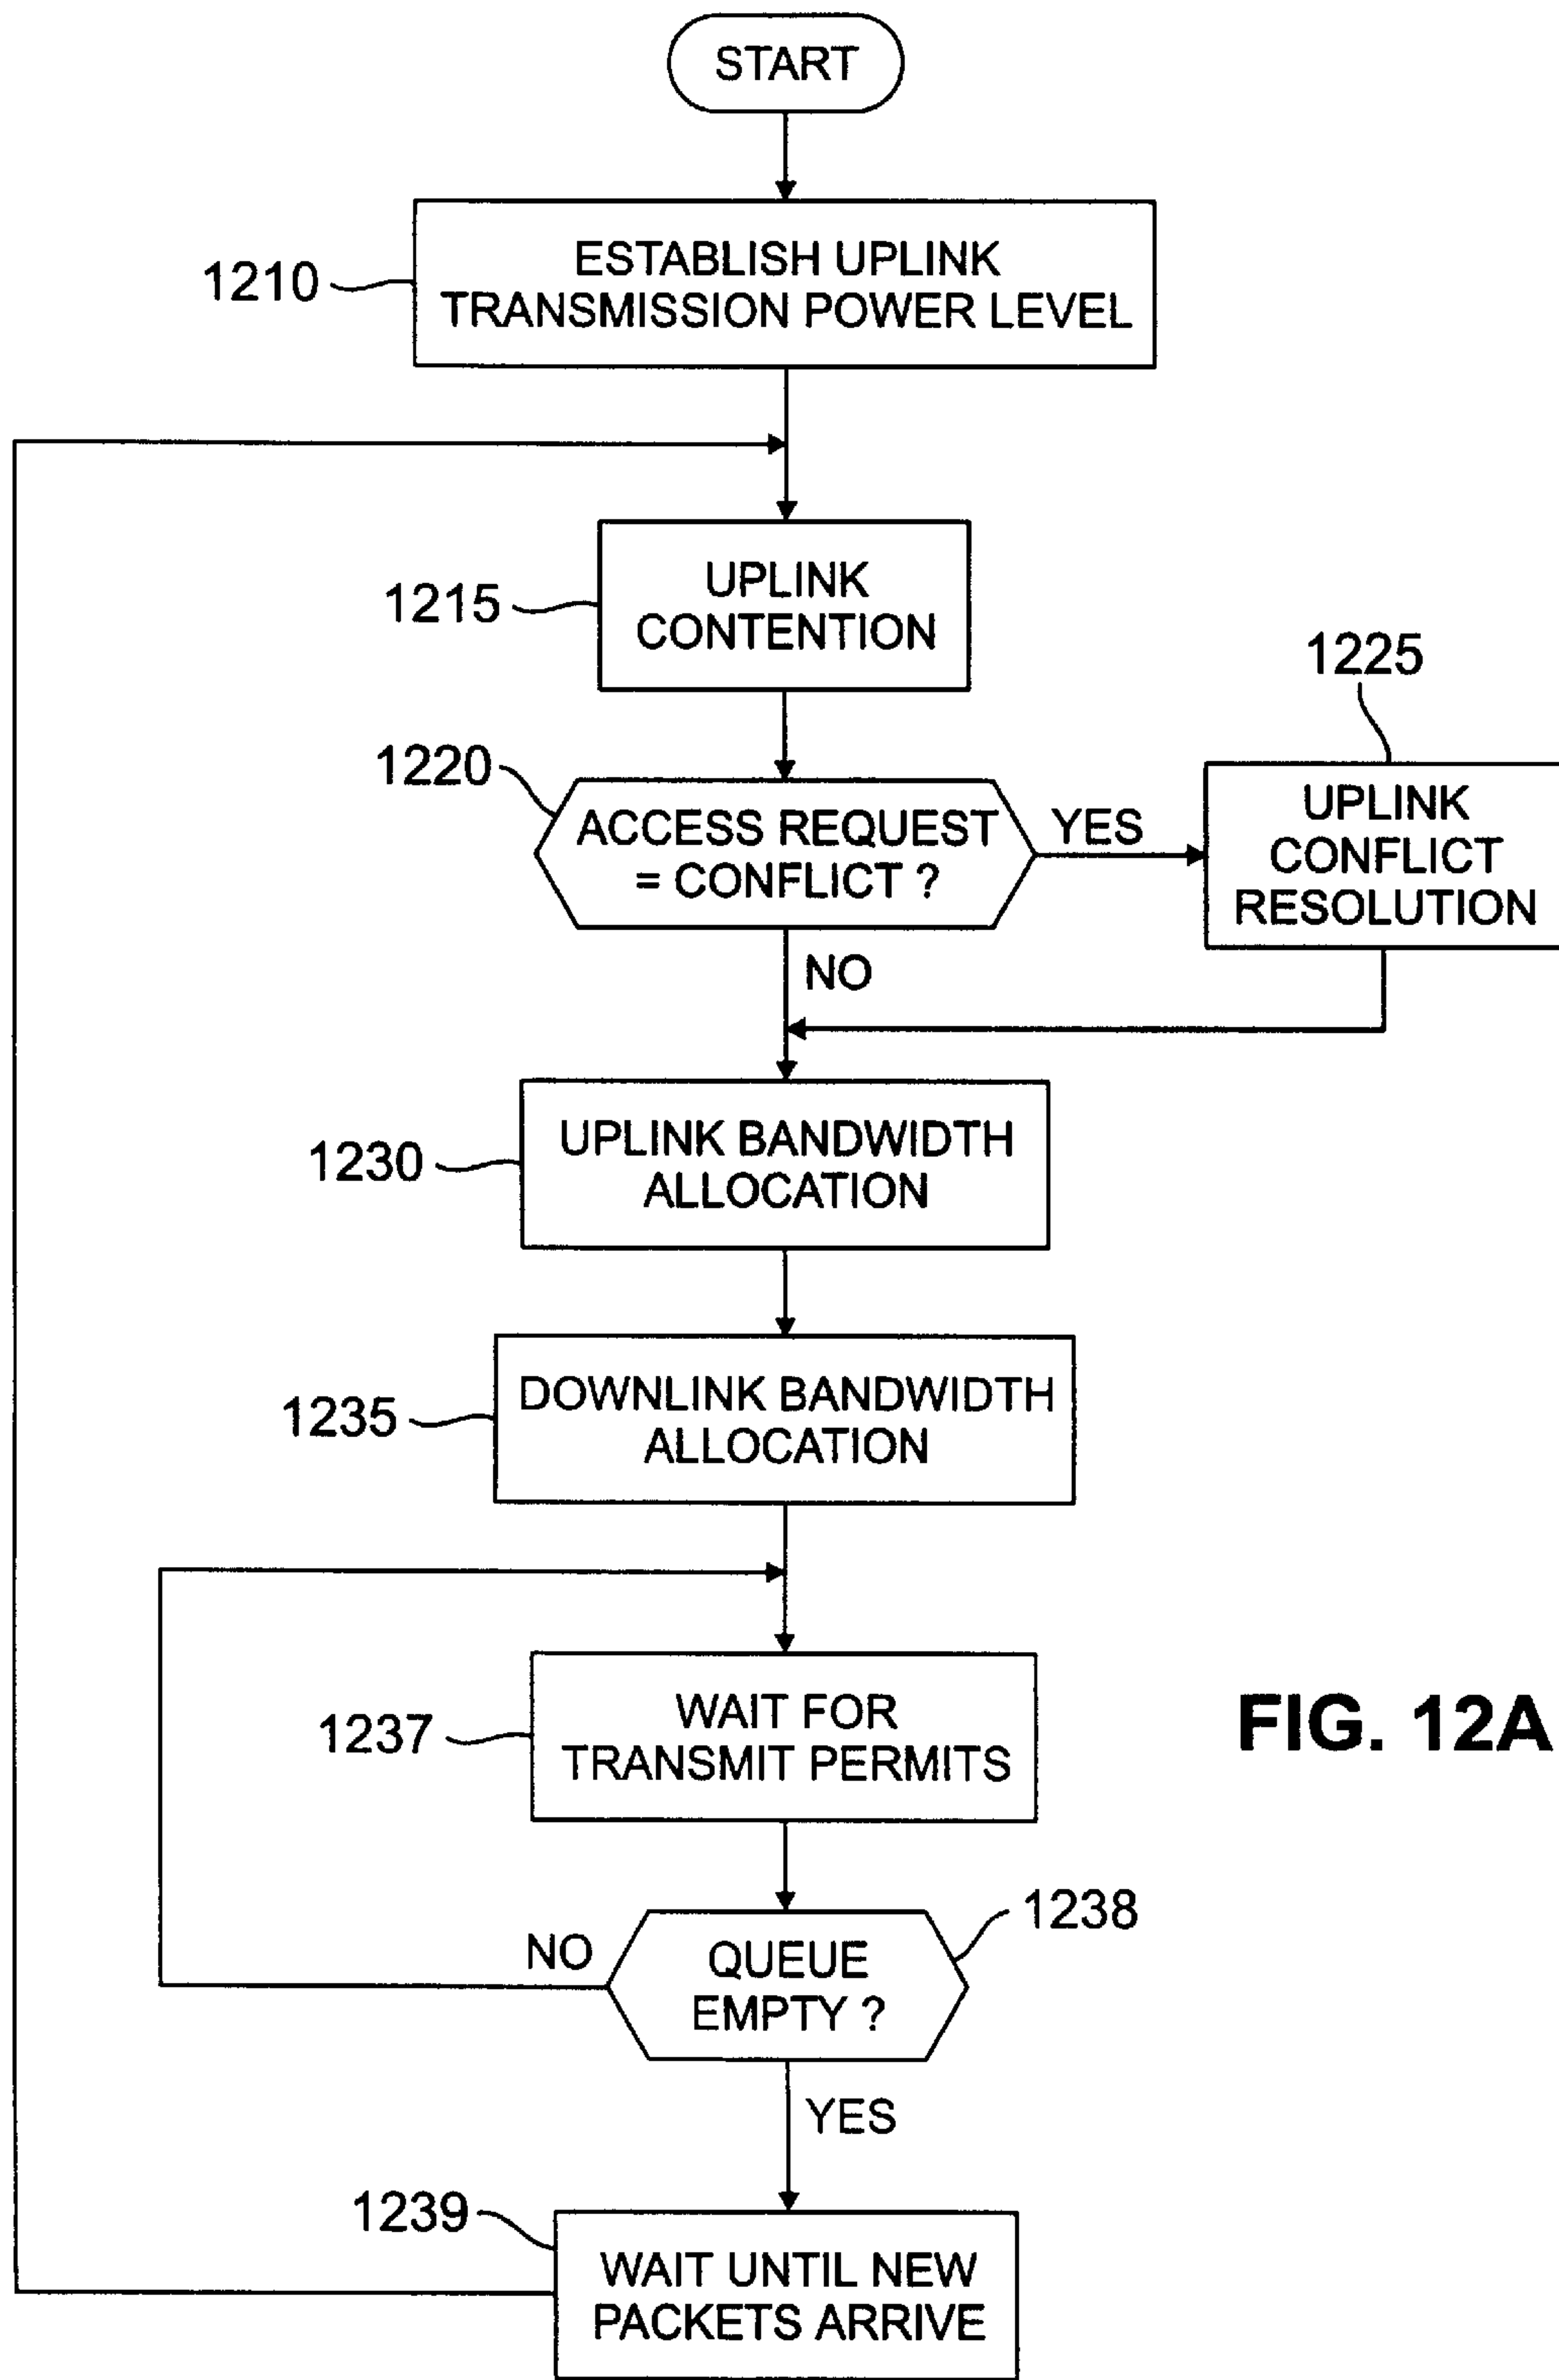 START
ESTABLISH UPLINK
TRANSMISSION POWER LEVEL
1210
UPLINK
CONTENTION
1215
1225
1220
ACCESS REQUEST
= CONFLICT ?
YES
UPLINK
CONFLICT
RESOLUTION
NO
UPLINK BANDWIDTH
ALLOCATION
1230
DOWNLINK BANDWIDTH
ALLOCATION
1235
WAIT FOR
TRANSMIT PERMITS
1237
FIG. 12A
1238
NO
QUEUE
EMPTY ?
YES
1239
WAIT UNTIL NEW
PACKETS ARRIVE